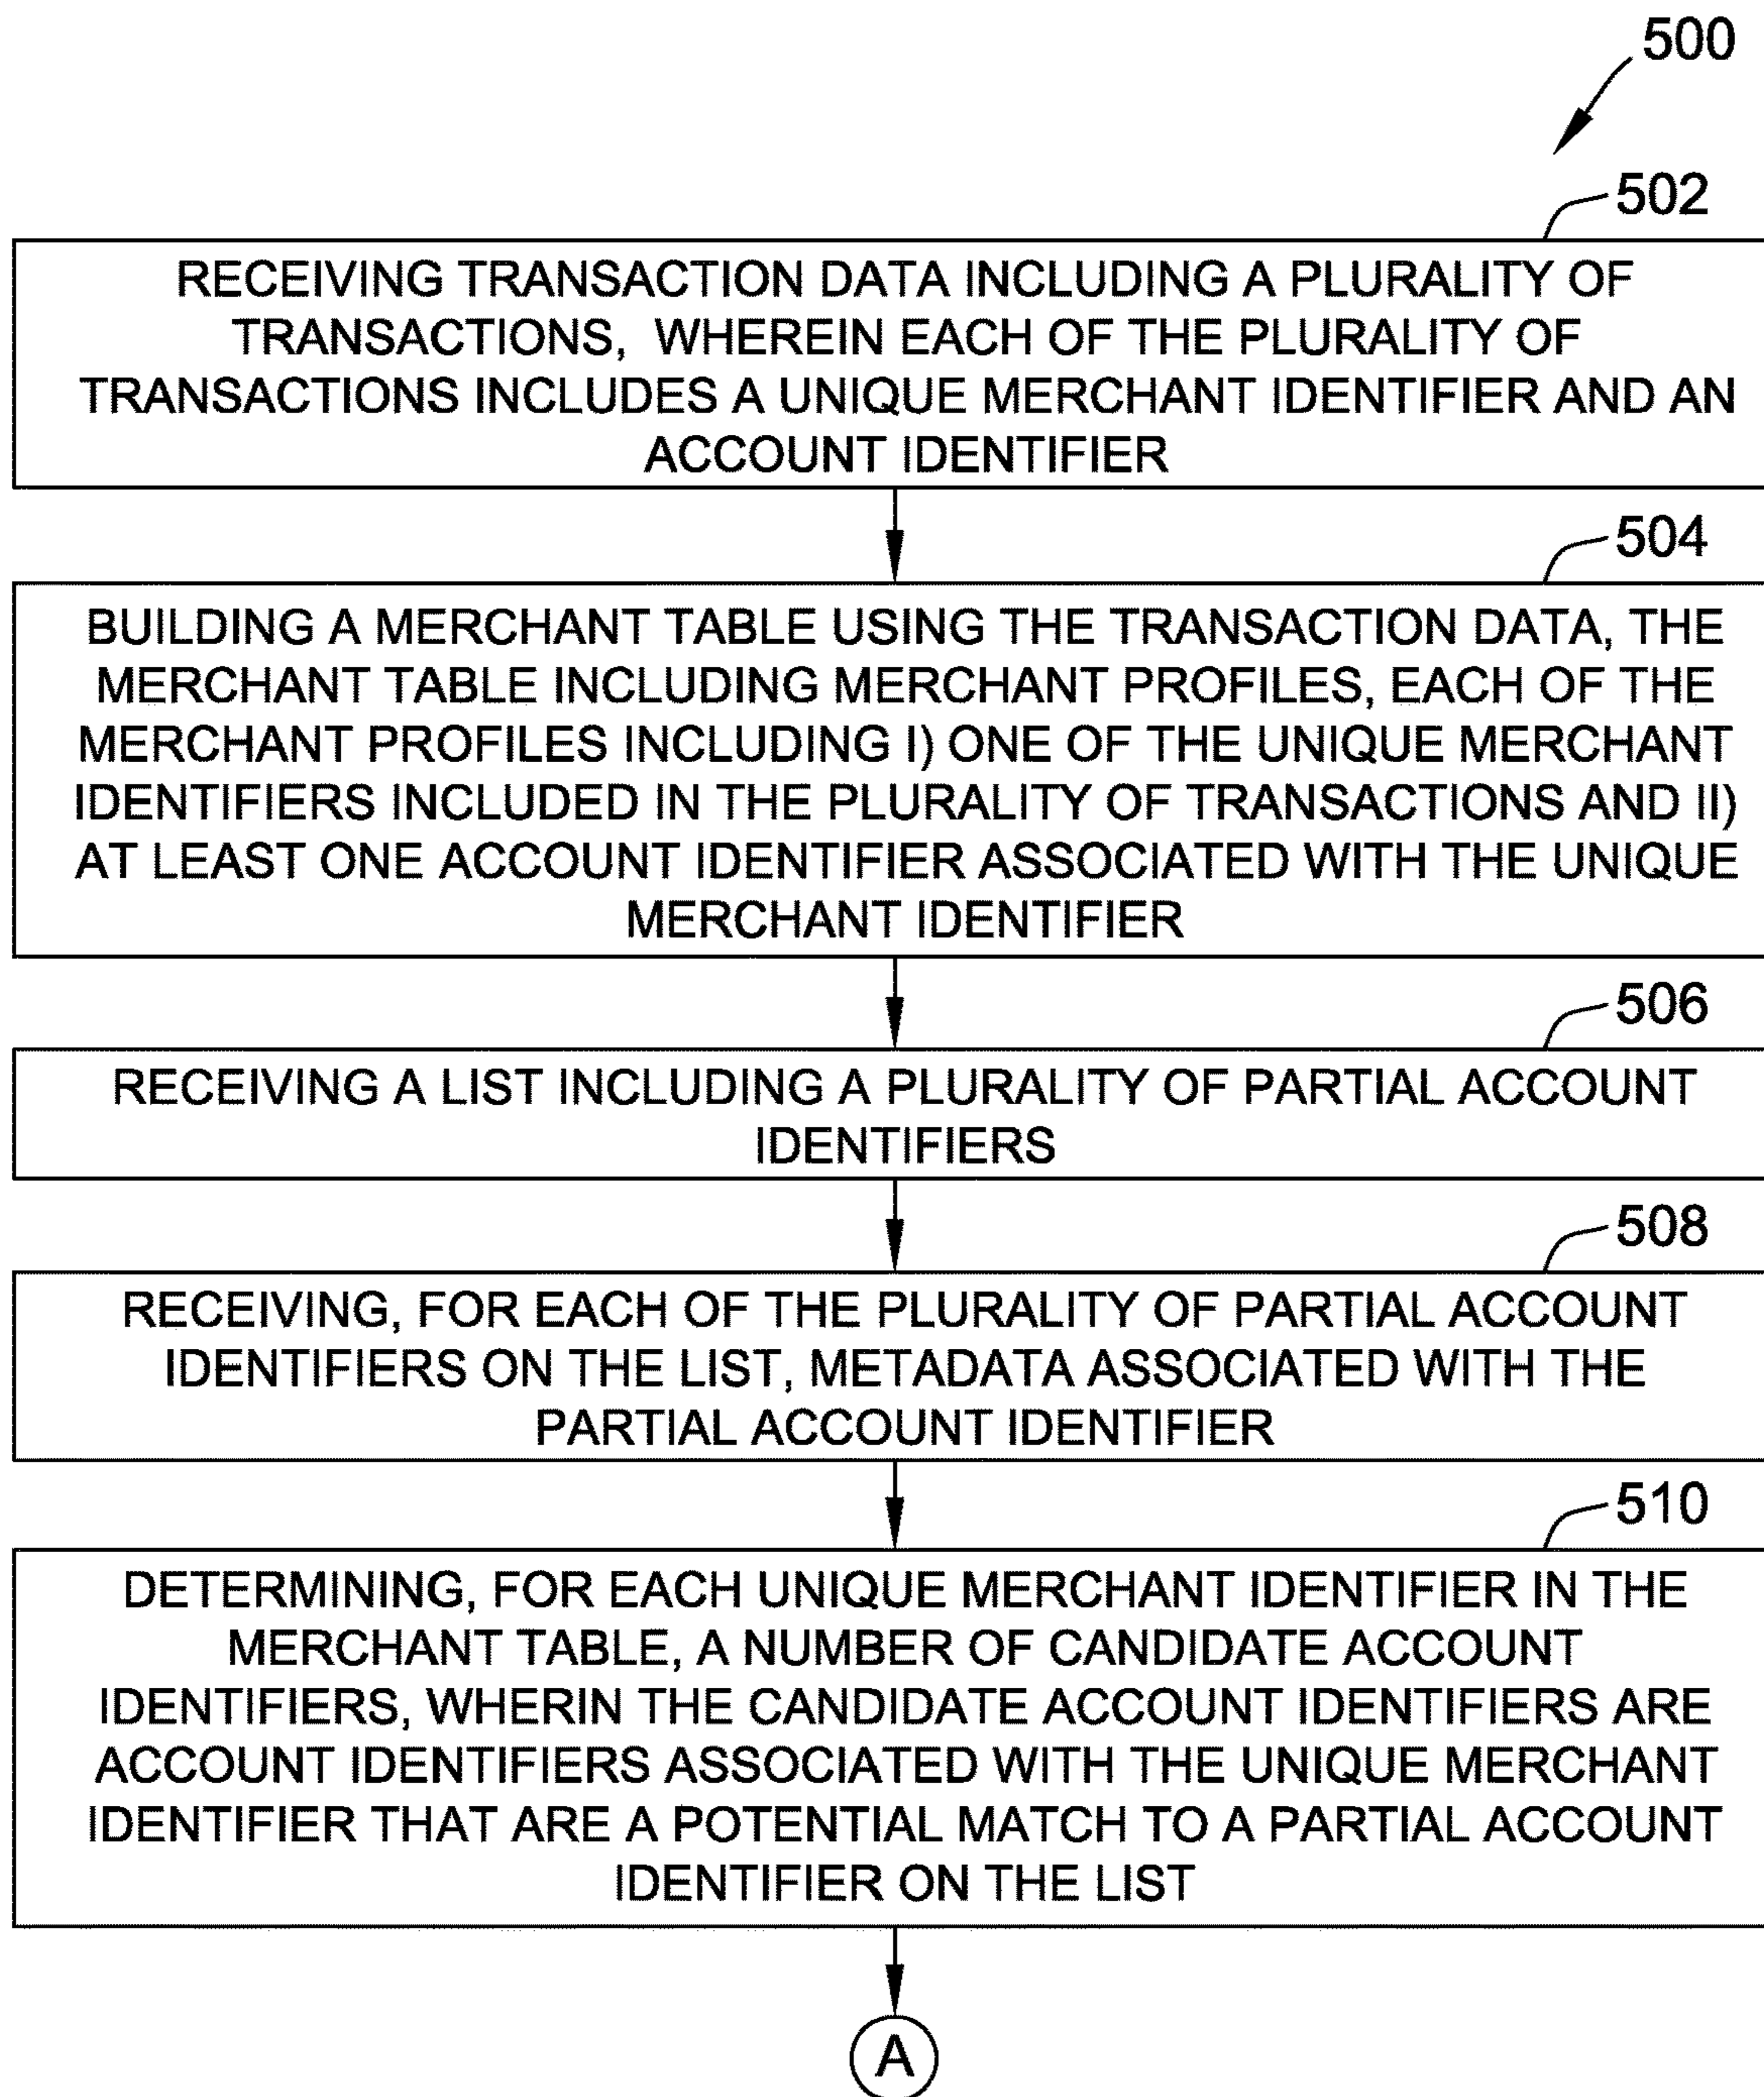 500
502
RECEIVING TRANSACTION DATA INCLUDING A PLURALITY OF
TRANSACTIONS, WHEREIN EACH OF THE PLURALITY OF
TRANSACTIONS INCLUDES A UNIQUE MERCHANT IDENTIFIER AND AN
ACCOUNT IDENTIFIER
504
BUILDING A MERCHANT TABLE USING THE TRANSACTION DATA, THE
MERCHANT TABLE INCLUDING MERCHANT PROFILES, EACH OF THE
MERCHANT PROFILES INCLUDING I) ONE OF THE UNIQUE MERCHANT
IDENTIFIERS INCLUDED IN THE PLURALITY OF TRANSACTIONS AND II)
AT LEAST ONE ACCOUNT IDENTIFIER ASSOCIATED WITH THE UNIQUE
MERCHANT IDENTIFIER
506
RECEIVING A LIST INCLUDING A PLURALITY OF PARTIAL ACCOUNT
IDENTIFIERS
508
RECEIVING, FOR EACH OF THE PLURALITY OF PARTIAL ACCOUNT
IDENTIFIERS ON THE LIST, METADATA ASSOCIATED WITH THE
PARTIAL ACCOUNT IDENTIFIER
510
DETERMINING, FOR EACH UNIQUE MERCHANT IDENTIFIER IN THE
MERCHANT TABLE, A NUMBER OF CANDIDATE ACCOUNT
IDENTIFIERS, WHERIN THE CANDIDATE ACCOUNT IDENTIFIERS ARE
ACCOUNT IDENTIFIERS ASSOCIATED WITH THE UNIQUE MERCHANT
IDENTIFIER THAT ARE A POTENTIAL MATCH TO A PARTIAL ACCOUNT
IDENTIFIER ON THE LIST
A